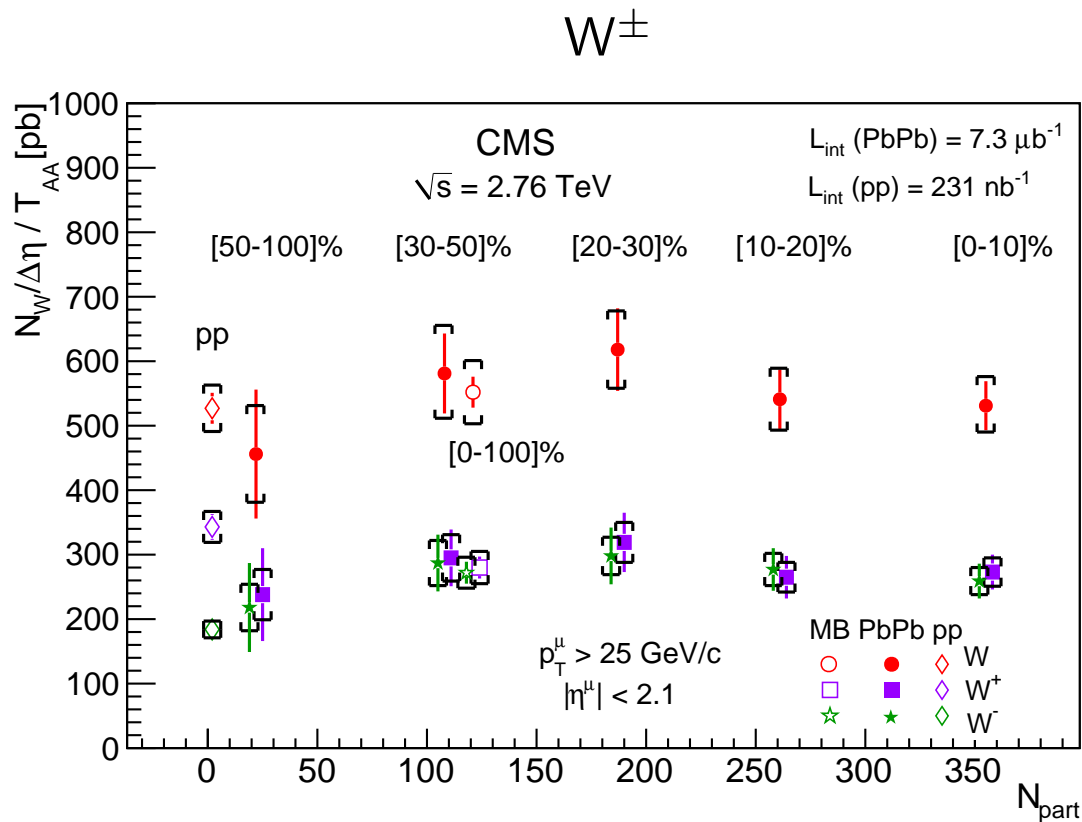 W±
N_W/Δη / T_AA [pb]
1000
900
800
700
600
500
400
300
200
100
0
CMS
√s = 2.76 TeV
L_int (PbPb) = 7.3 μb⁻¹
L_int (pp) = 231 nb⁻¹
[50-100]% [30-50]% [20-30]% [10-20]% [0-10]%
pp
[0-100]%
p_T^μ > 25 GeV/c
|η^μ| < 2.1
MB PbPb pp
W
W⁺
W⁻
0 50 100 150 200 250 300 350
N_part